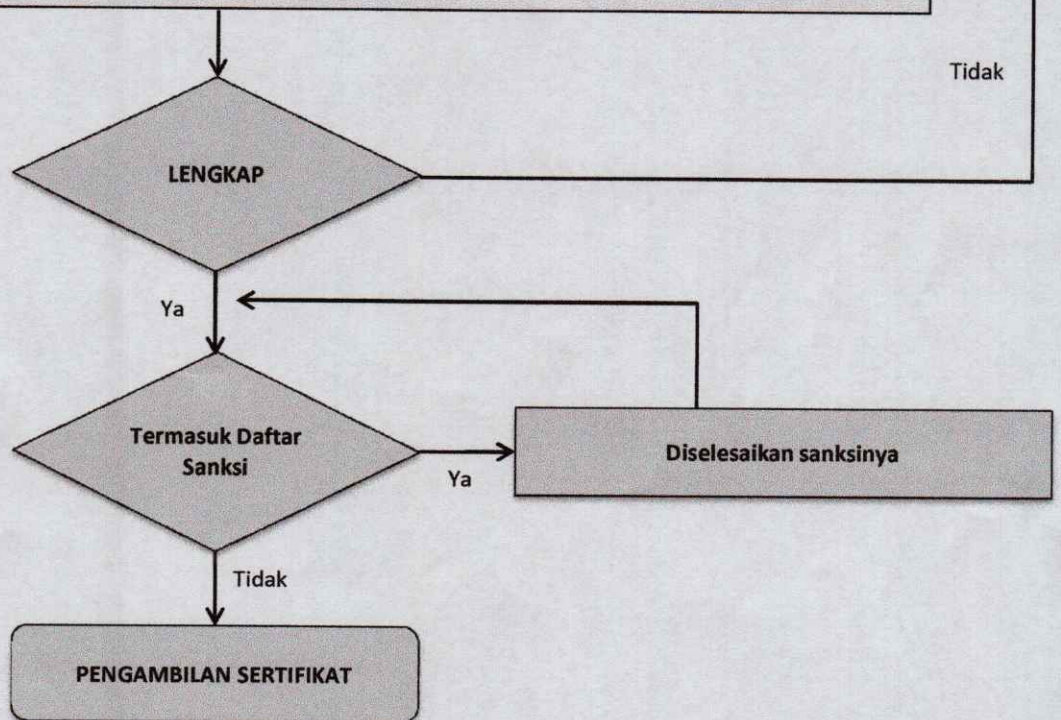 Tidak
LENGKAP
Ya
Termasuk Daftar
Sanksi
Ya
Diselesaikan sanksinya
Tidak
PENGAMBILAN SERTIFIKAT